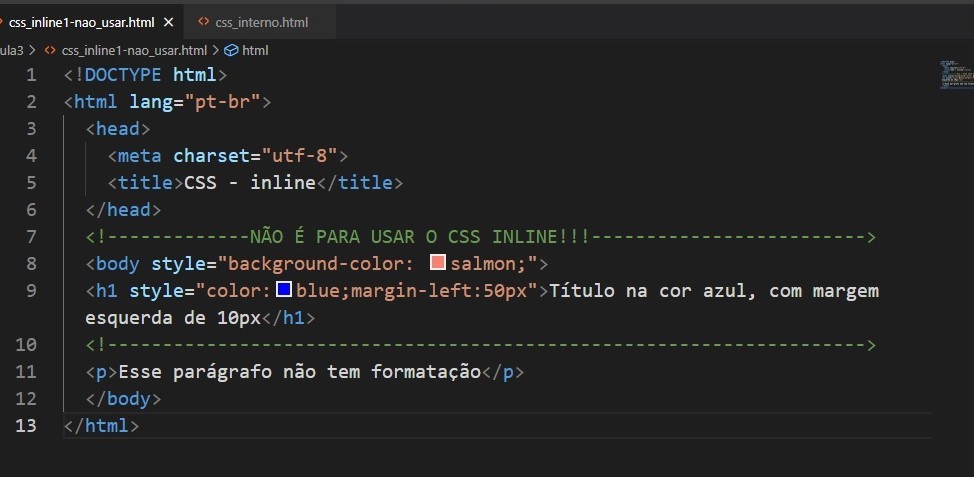 css_inline1-nao_usar.html × <> css_interno.html
ula3 > <> css_inline1-nao_usar.html > html
1 <!DOCTYPE html>
2 <html lang="pt-br">
3 <head>
4 <meta charset="utf-8">
5 <title>CSS - inline</title>
6 </head>
7 <!-------------NÃO É PARA USAR O CSS INLINE!!!------------------------->
8 <body style="background-color: salmon;">
9 <h1 style="color:blue;margin-left:50px">Título na cor azul, com margem
esquerda de 10px</h1>
10 <!---------------------------------------------------------------------->
11 <p>Esse parágrafo não tem formatação</p>
12 </body>
13 </html>